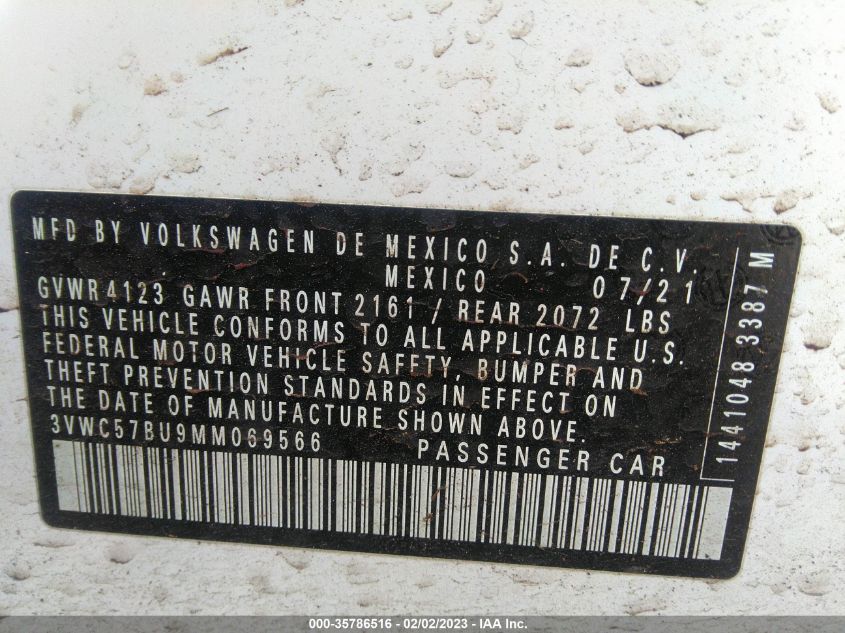 MFD BY VOLKSWAGEN DE MEXICO S.A. DE C.V.
MEXICO 07/21
GVWR4123 GAWR FRONT 2161 / REAR 2072 LBS
THIS VEHICLE CONFORMS TO ALL APPLICABLE U.S.
FEDERAL MOTOR VEHICLE SAFETY, BUMPER AND
THEFT PREVENTION STANDARDS IN EFFECT ON
THE DATE OF MANUFACTURE SHOWN ABOVE.
3VWC57BU9MM069566 PASSENGER CAR
1441048 3387 M
000-35786516 - 02/02/2023 - IAA Inc.